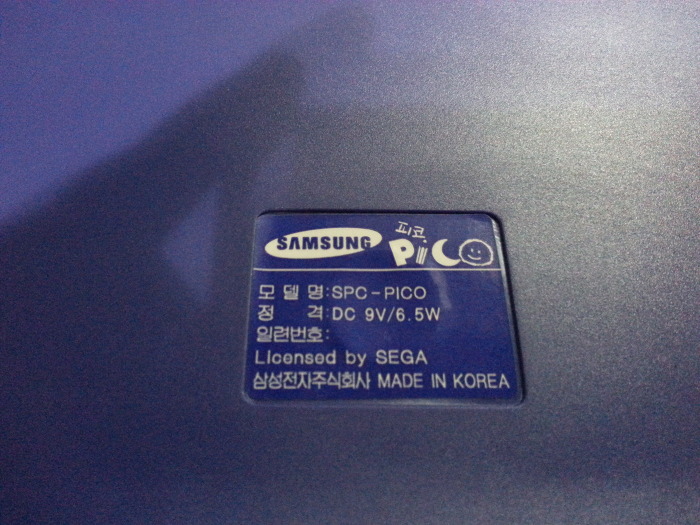 SAMSUNG 피코 PiCO
모 델 명:SPC-PICO
정 격:DC 9V/6.5W
일련번호:
Licensed by SEGA
삼성전자주식회사 MADE IN KOREA